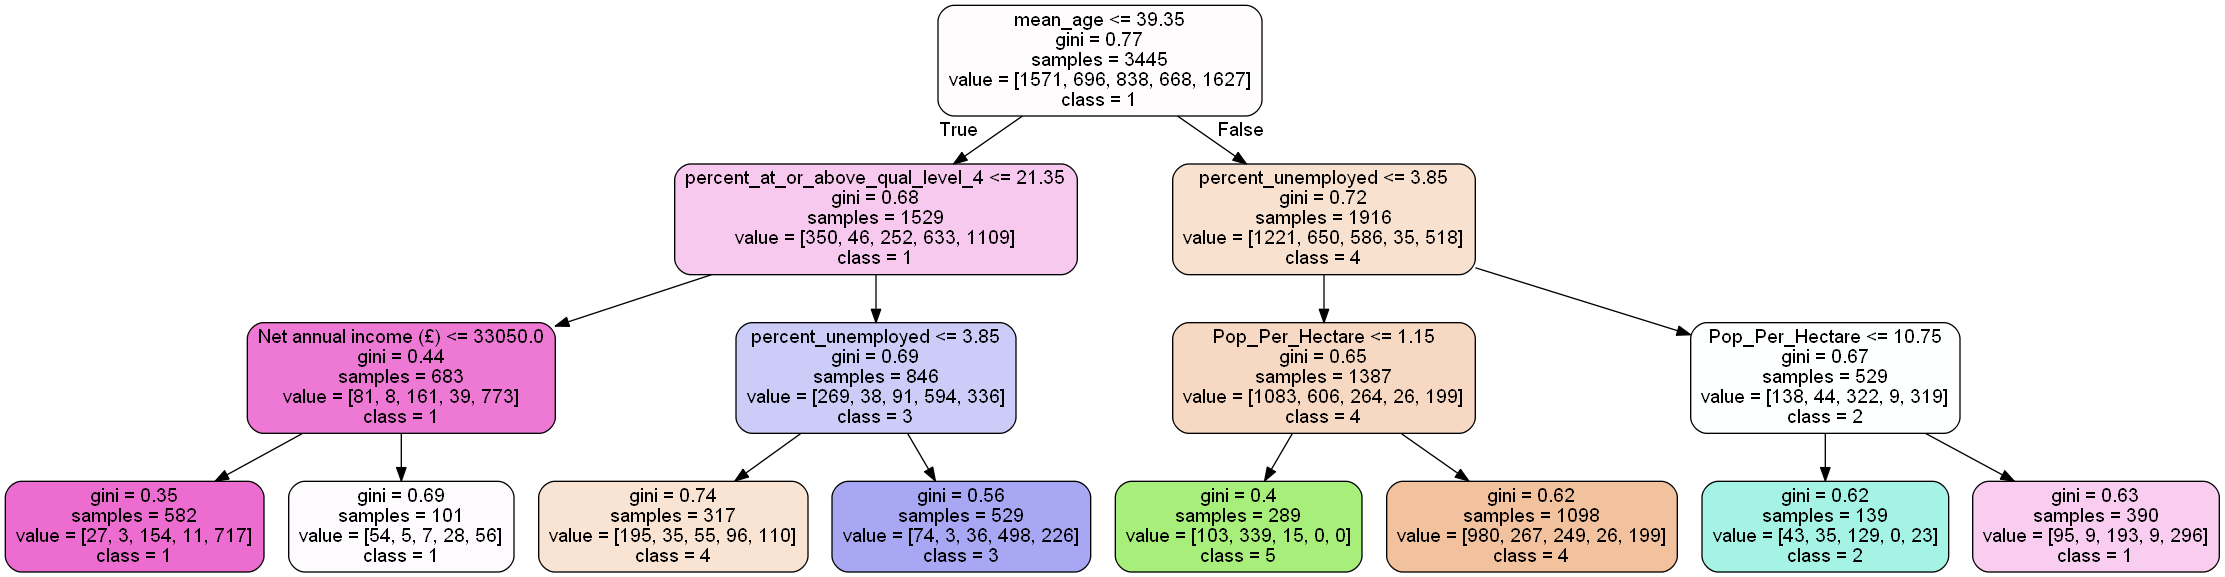 mean_age <= 39.35
gini = 0.77
samples = 3445
value = [1571, 696, 838, 668, 1627]
class = 1
True
False
percent_at_or_above_qual_level_4 <= 21.35
gini = 0.68
samples = 1529
value = [350, 46, 252, 633, 1109]
class = 1
percent_unemployed <= 3.85
gini = 0.72
samples = 1916
value = [1221, 650, 586, 35, 518]
class = 4
Net annual income (£) <= 33050.0
gini = 0.44
samples = 683
value = [81, 8, 161, 39, 773]
class = 1
percent_unemployed <= 3.85
gini = 0.69
samples = 846
value = [269, 38, 91, 594, 336]
class = 3
Pop_Per_Hectare <= 1.15
gini = 0.65
samples = 1387
value = [1083, 606, 264, 26, 199]
class = 4
Pop_Per_Hectare <= 10.75
gini = 0.67
samples = 529
value = [138, 44, 322, 9, 319]
class = 2
gini = 0.35
samples = 582
value = [27, 3, 154, 11, 717]
class = 1
gini = 0.69
samples = 101
value = [54, 5, 7, 28, 56]
class = 1
gini = 0.74
samples = 317
value = [195, 35, 55, 96, 110]
class = 4
gini = 0.56
samples = 529
value = [74, 3, 36, 498, 226]
class = 3
gini = 0.4
samples = 289
value = [103, 339, 15, 0, 0]
class = 5
gini = 0.62
samples = 1098
value = [980, 267, 249, 26, 199]
class = 4
gini = 0.62
samples = 139
value = [43, 35, 129, 0, 23]
class = 2
gini = 0.63
samples = 390
value = [95, 9, 193, 9, 296]
class = 1